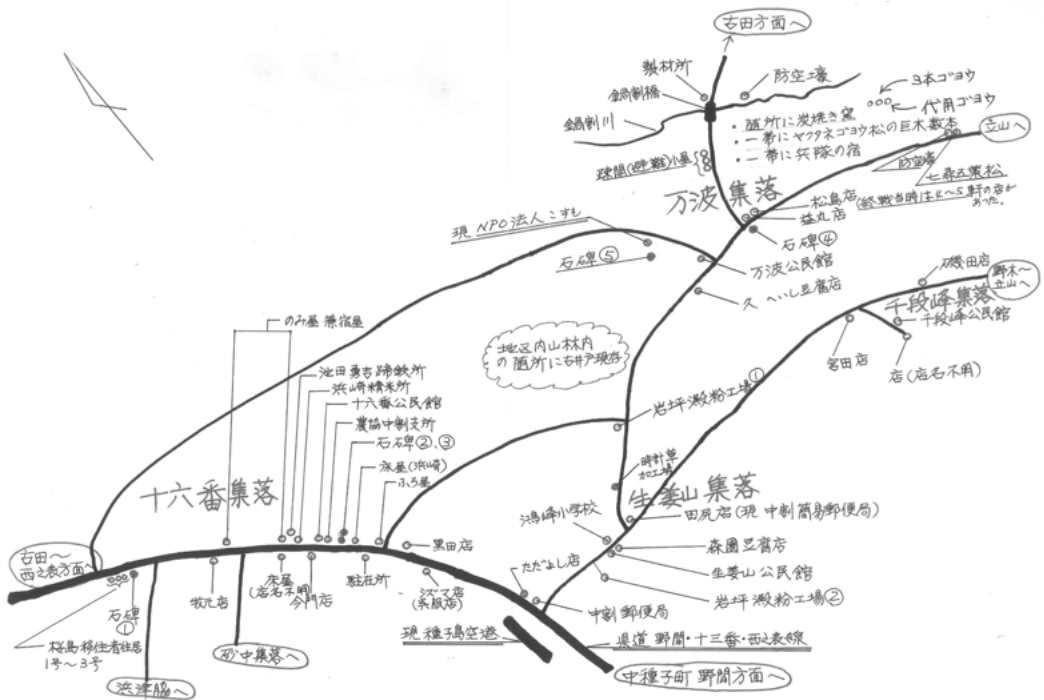 古田方面へ
製材所
防空壕
3本ゴヨウ
代用ゴヨウ
鍋割橋
鍋割川
・随所に炭焼き窯
・一帯にヤクタネゴヨウ松の巨木数本
・一帯に兵隊の宿
疎開(避難)小屋
立山へ
防空壕
七尋五葉松
万波集落
松島店
(終戦当時は4〜5軒の店が
あった。
益丸店
現 NPO法人こすも
石碑④
石碑⑤
万波公民館
久 へいし豆腐店
磯田店
野木〜
立山へ
千段峰集落
千段峰公民館
宮田店
店(店名不用)
のみ屋 兼宿屋
地区内山林内
の随所に古井戸現存
池田勇吉蹄鉄所
浜崎精米所
十六番公民館
農協中割支所
石碑②、③
床屋(浜崎)
ふろ屋
岩坪澱粉工場①
時計草
加工場
十六番集落
生姜山集落
田尻店(現 中割簡易郵便局)
鴻峰小学校
森園豆腐店
生姜山公民館
岩坪澱粉工場②
古田〜
西之表方面へ
黒田店
ただよし店
中割郵便局
石碑
①
牧元店
床屋
(店名不用)
今門店
駐在所
シズマ店
(呉服店)
桜島移住者住居
1号〜3号
砂中集落へ
浜津脇へ
現種子島空港
県道 野間・十三番・西之表線
中種子町 野間方面へ